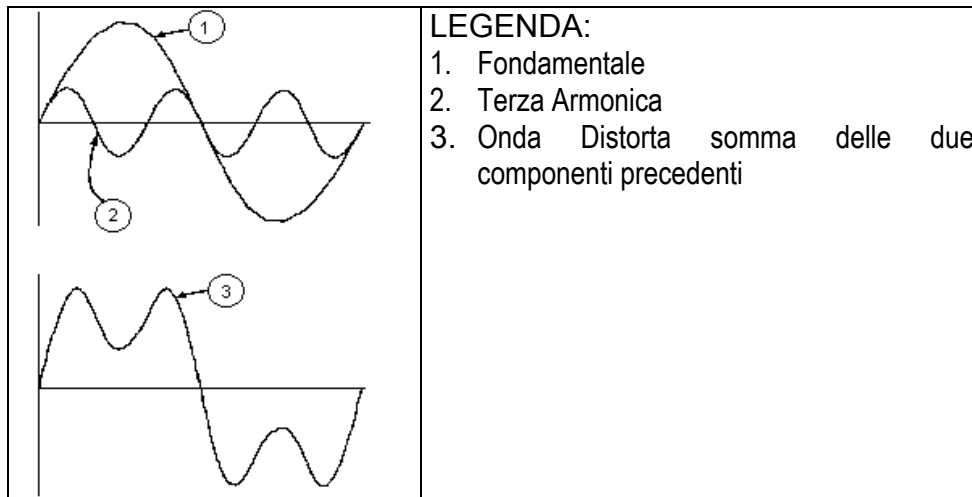 1
2
3
LEGENDA:
1. Fondamentale
2. Terza Armonica
3. Onda Distorta somma delle due
componenti precedenti